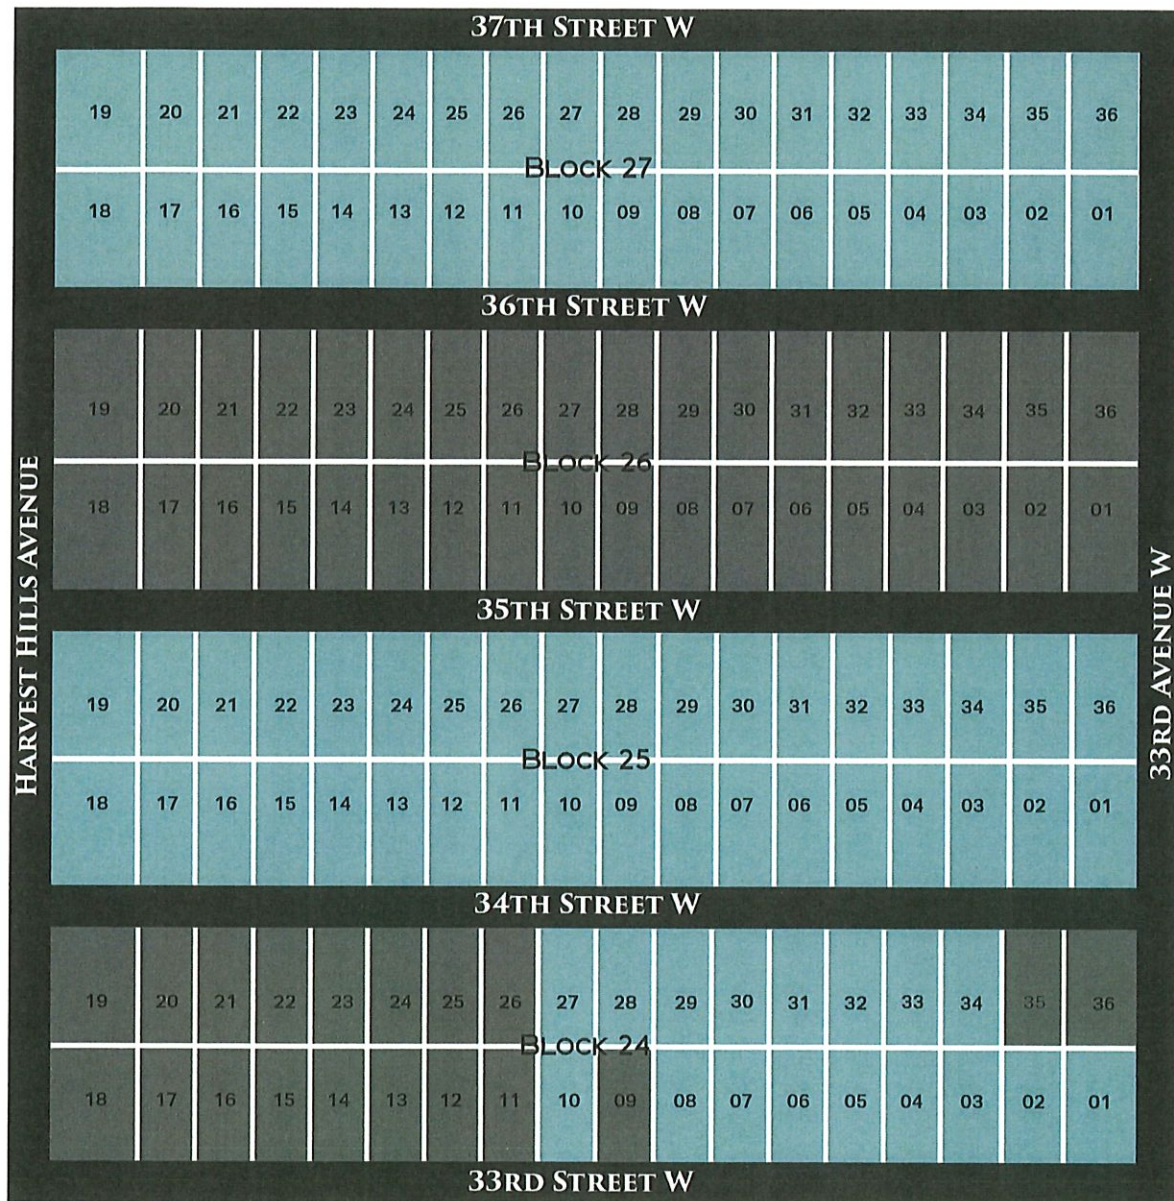 37TH STREET W
19 20 21 22 23 24 25 26 27 28 29 30 31 32 33 34 35 36
BLOCK 27
18 17 16 15 14 13 12 11 10 09 08 07 06 05 04 03 02 01
36TH STREET W
19 20 21 22 23 24 25 26 27 28 29 30 31 32 33 34 35 36
BLOCK 26
18 17 16 15 14 13 12 11 10 09 08 07 06 05 04 03 02 01
HARVEST HILLS AVENUE
33RD AVENUE W
35TH STREET W
19 20 21 22 23 24 25 26 27 28 29 30 31 32 33 34 35 36
BLOCK 25
18 17 16 15 14 13 12 11 10 09 08 07 06 05 04 03 02 01
34TH STREET W
19 20 21 22 23 24 25 26 27 28 29 30 31 32 33 34 35 36
BLOCK 24
18 17 16 15 14 13 12 11 10 09 08 07 06 05 04 03 02 01
33RD STREET W